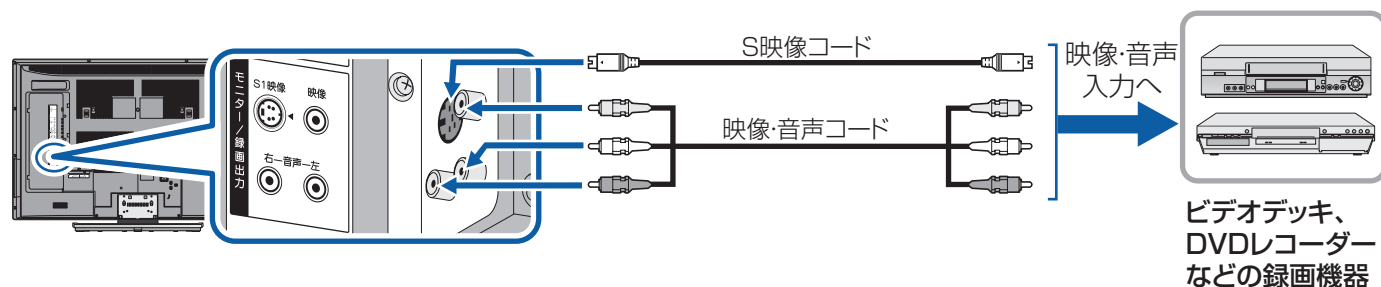 モニター/録画出力
S1映像
映像
右ー音声ー左
S映像コード
映像・音声コード
映像・音声
入力へ
ビデオデッキ、
DVDレコーダー
などの録画機器